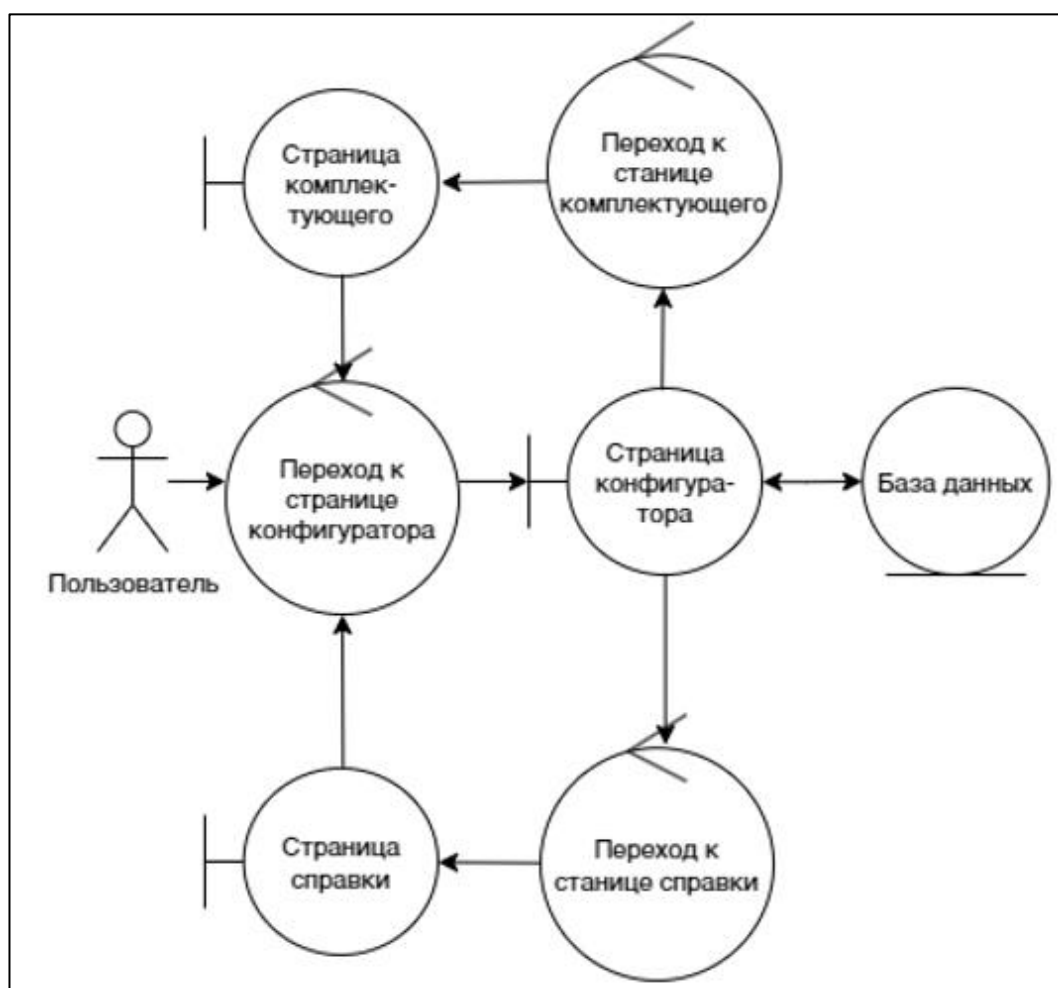 Страница
комплек-
тующего
Переход к
станице
комплектующего
Переход к
странице
конфигуратора
Страница
конфигура-
тора
База данных
Пользователь
Страница
справки
Переход к
станице справки